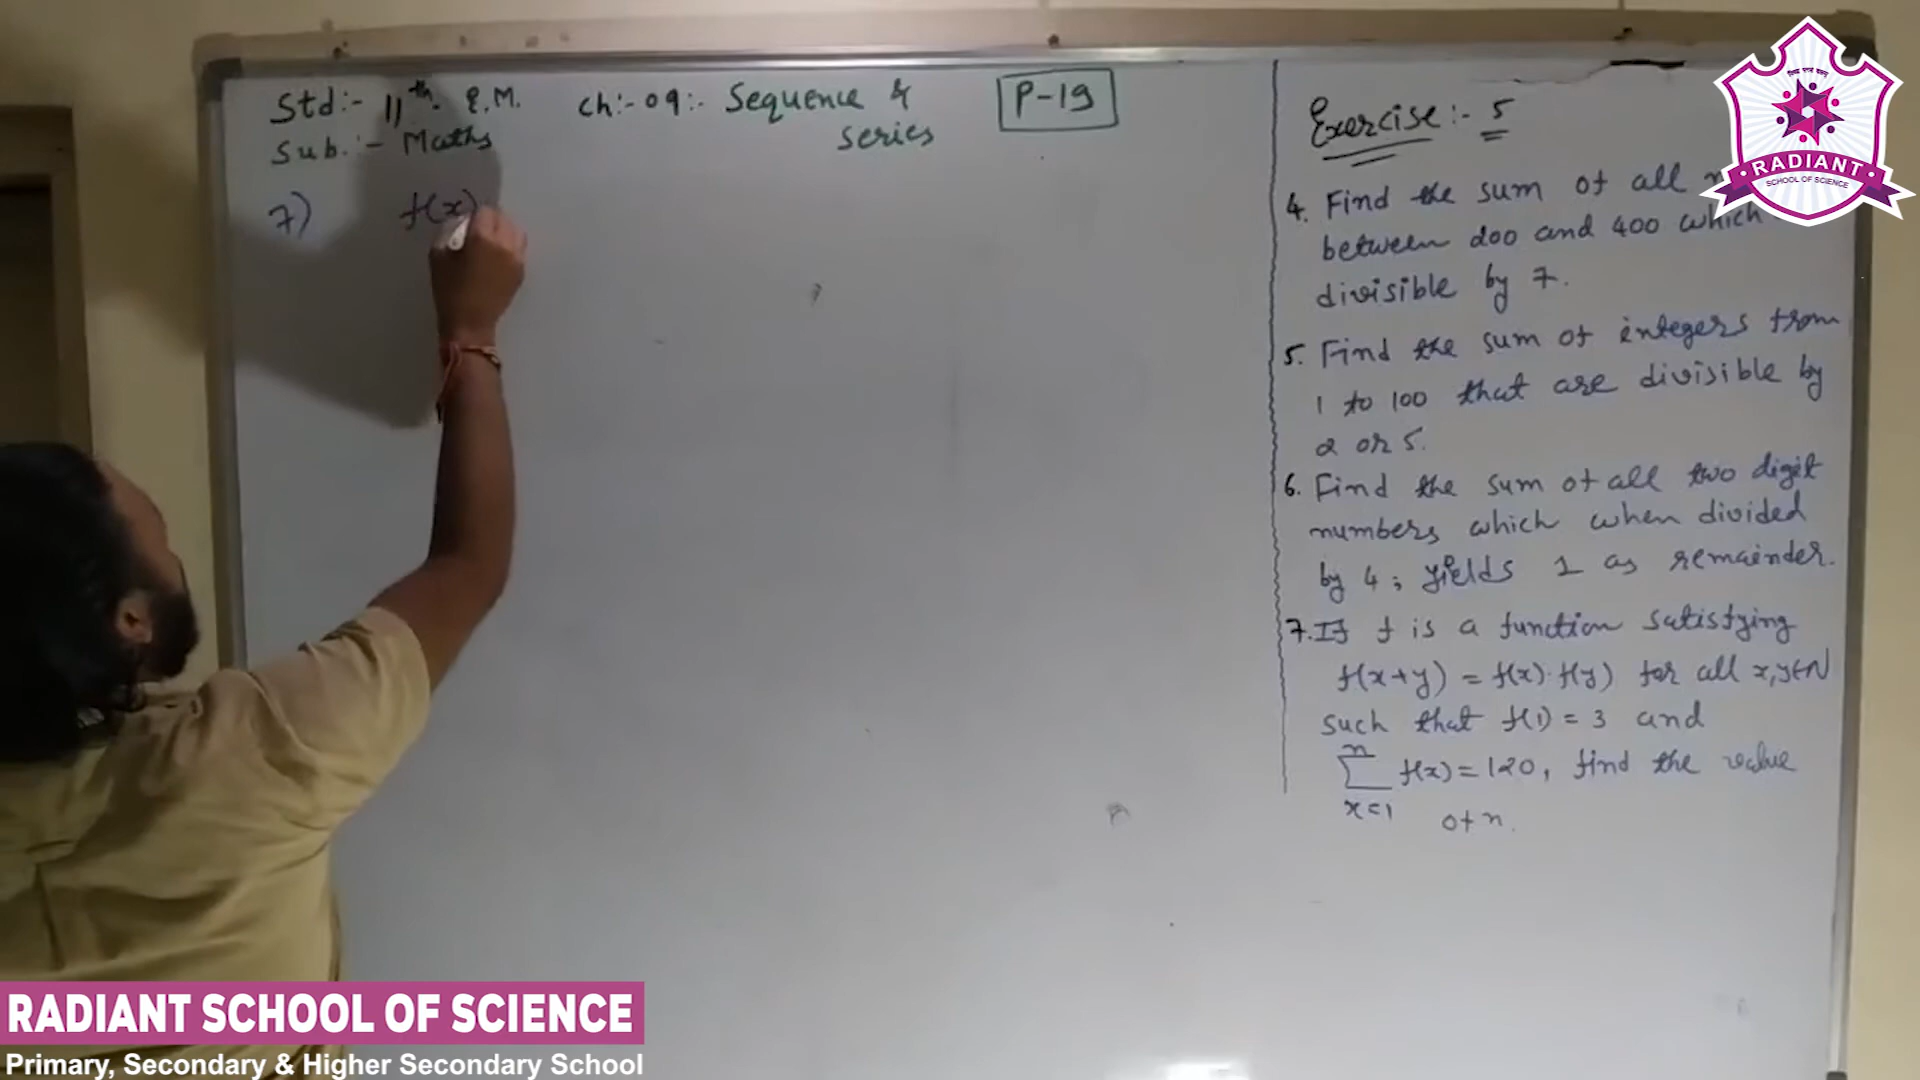 Std:- 11th. E.M.
Sub.:- Maths
ch:-09:- Sequence &
series
P-19
7) f(x)
Exercise:- 5
4. Find the sum of all
between 200 and 400 which
divisible by 7.
5. Find the sum of integers from
1 to 100 that are divisible by
2 or 5.
6. Find the sum of all two digit
numbers which when divided
by 4, yields 1 as remainder.
7. If f is a function satisfying
f(x+y) = f(x)·f(y) for all x,y∈N
such that f(1) = 3 and
n
∑ f(x) = 120, find the value
x=1 of n.
RADIANT
SCHOOL OF SCIENCE
RADIANT SCHOOL OF SCIENCE
Primary, Secondary & Higher Secondary School